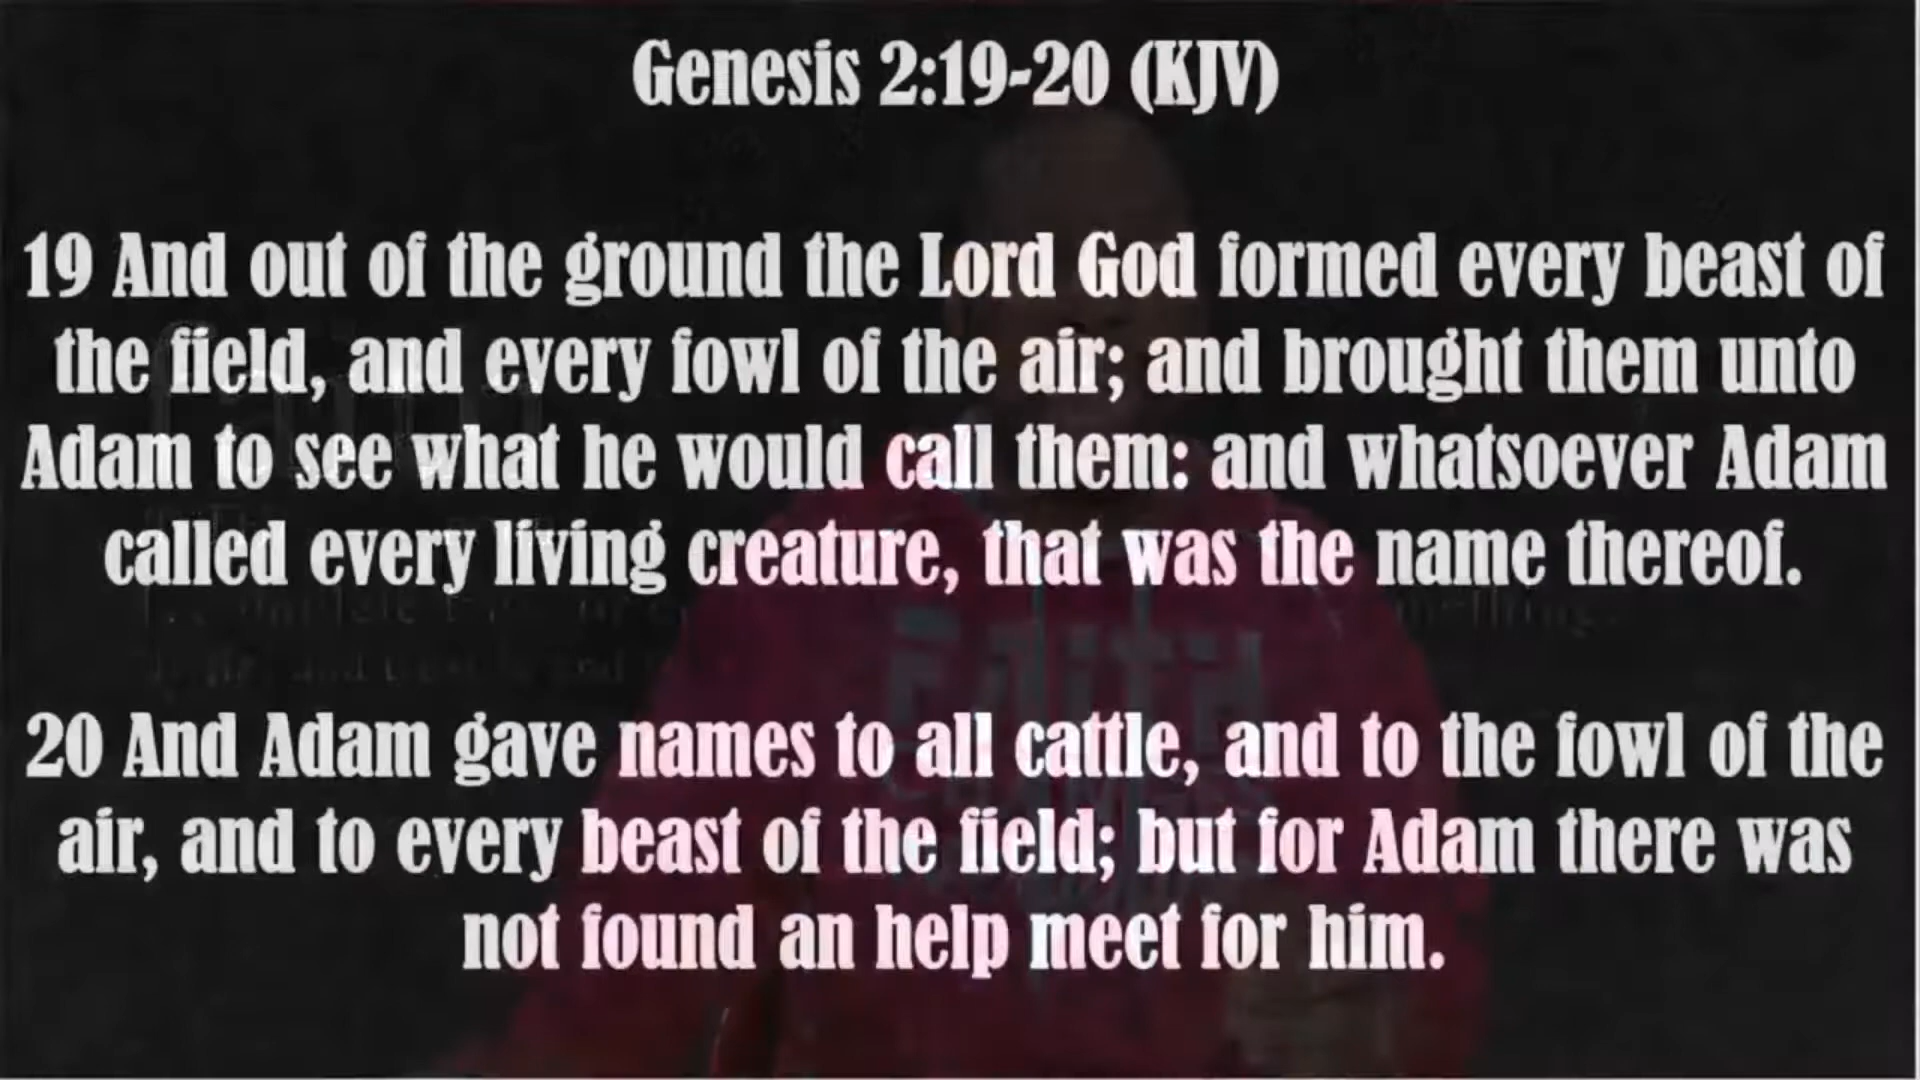 Genesis 2:19-20 (KJV)
19 And out of the ground the Lord God formed every beast of
the field, and every fowl of the air; and brought them unto
Adam to see what he would call them: and whatsoever Adam
called every living creature, that was the name thereof.
20 And Adam gave names to all cattle, and to the fowl of the
air, and to every beast of the field; but for Adam there was
not found an help meet for him.
faith